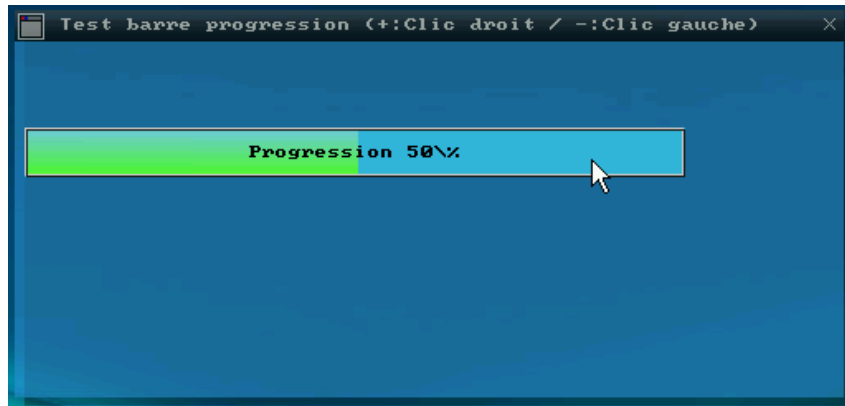 Test barre progression (+:Clic droit / -:Clic gauche)
Progression 50\%